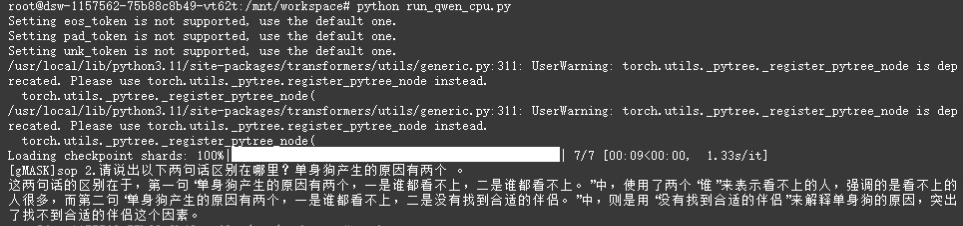 root@dsw-1157562-75b88c8b49-vt62t:/mnt/workspace# python run_qwen_cpu.py
Setting eos_token is not supported, use the default one.
Setting pad_token is not supported, use the default one.
Setting unk_token is not supported, use the default one.
/usr/local/lib/python3.11/site-packages/transformers/utils/generic.py:311: UserWarning: torch.utils._pytree._register_pytree_node is dep
recated. Please use torch.utils._pytree.register_pytree_node instead.
  torch.utils._pytree._register_pytree_node(
/usr/local/lib/python3.11/site-packages/transformers/utils/generic.py:311: UserWarning: torch.utils._pytree._register_pytree_node is dep
recated. Please use torch.utils._pytree.register_pytree_node instead.
  torch.utils._pytree._register_pytree_node(
Loading checkpoint shards: 100%| | 7/7 [00:09<00:00,  1.33s/it]
[gMASK]sop 2.请说出以下两句话区别在哪里？单身狗产生的原因有两个 。
这两句话的区别在于，第一句“单身狗产生的原因有两个，一是谁都看不上，二是谁都看不上。”中，使用了两个“谁”来表示看不上的人，强调的是看不上的
人很多，而第二句“单身狗产生的原因有两个，一是谁都看不上，二是没有找到合适的伴侣。”中，则是用“没有找到合适的伴侣”来解释单身狗的原因，突出
了找不到合适的伴侣这个因素。